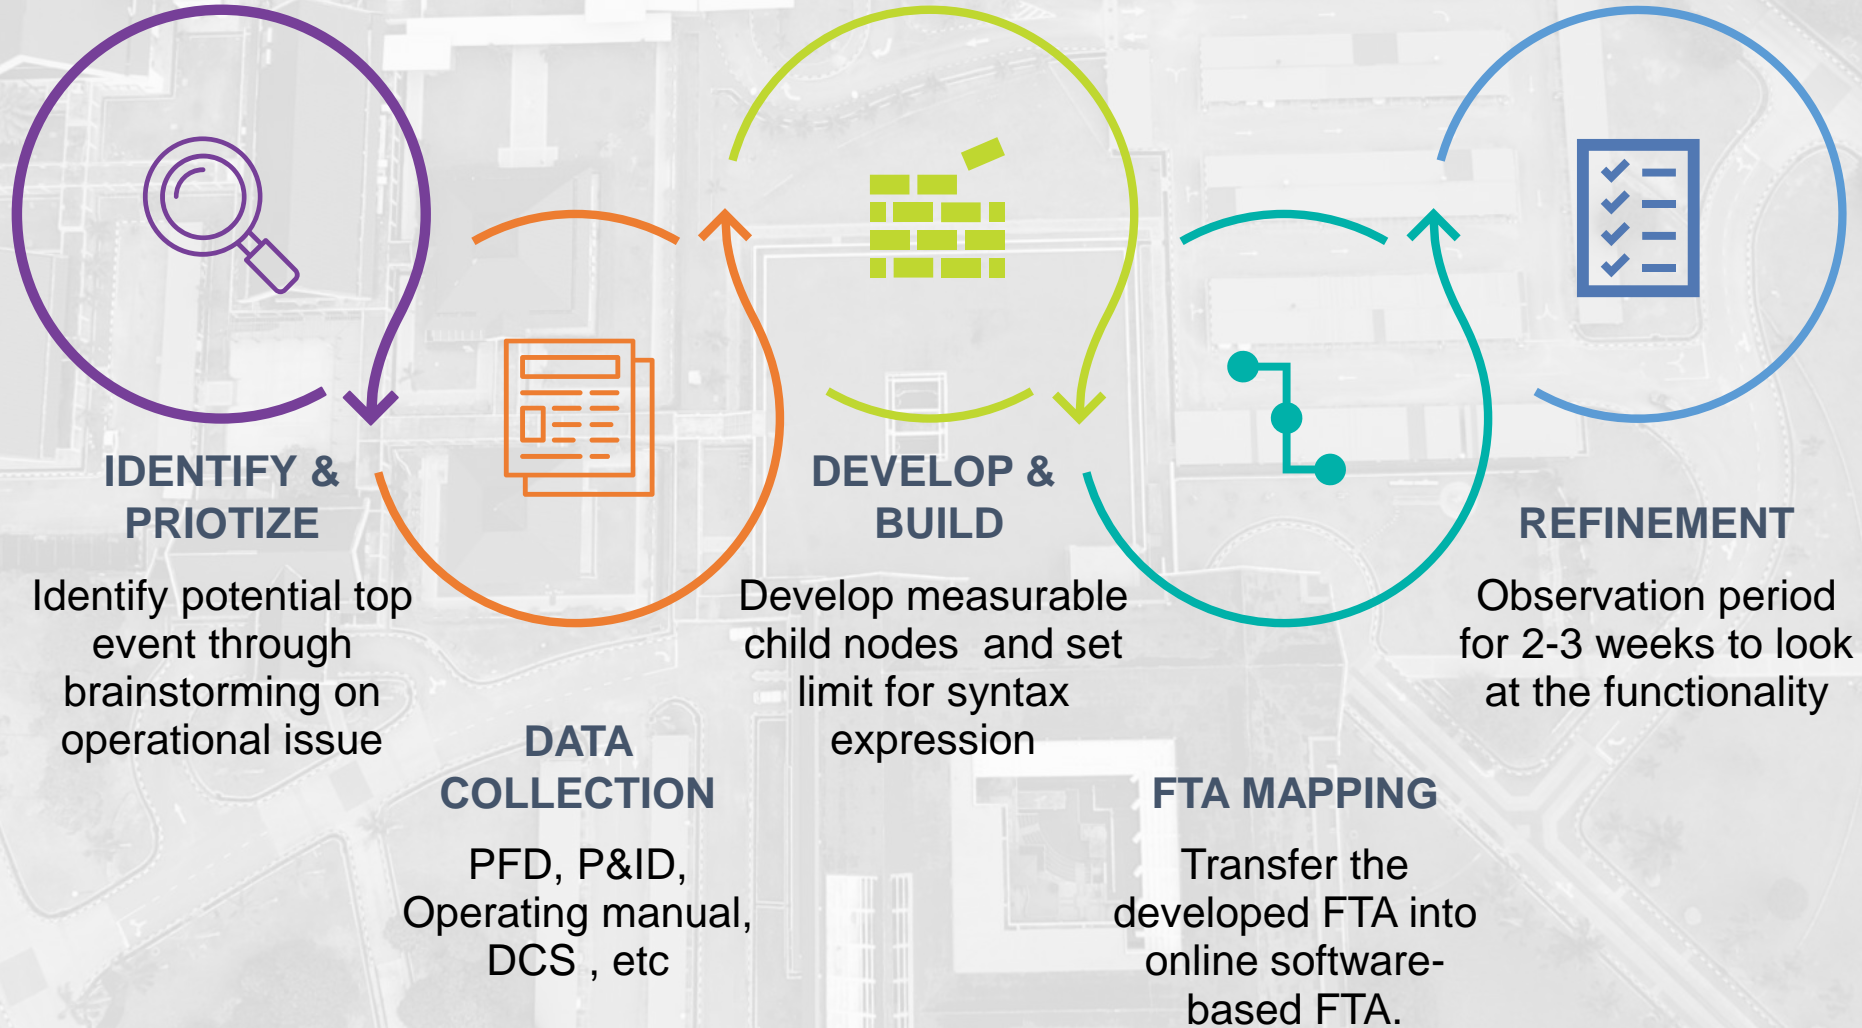 IDENTIFY &
PRIOTIZE
Identify potential top
event through
brainstorming on
operational issue
DATA
COLLECTION
PFD, P&ID,
Operating manual,
DCS , etc
DEVELOP &
BUILD
Develop measurable
child nodes  and set
limit for syntax
expression
FTA MAPPING
Transfer the
developed FTA into
online software-
based FTA.
REFINEMENT
Observation period
for 2-3 weeks to look
at the functionality